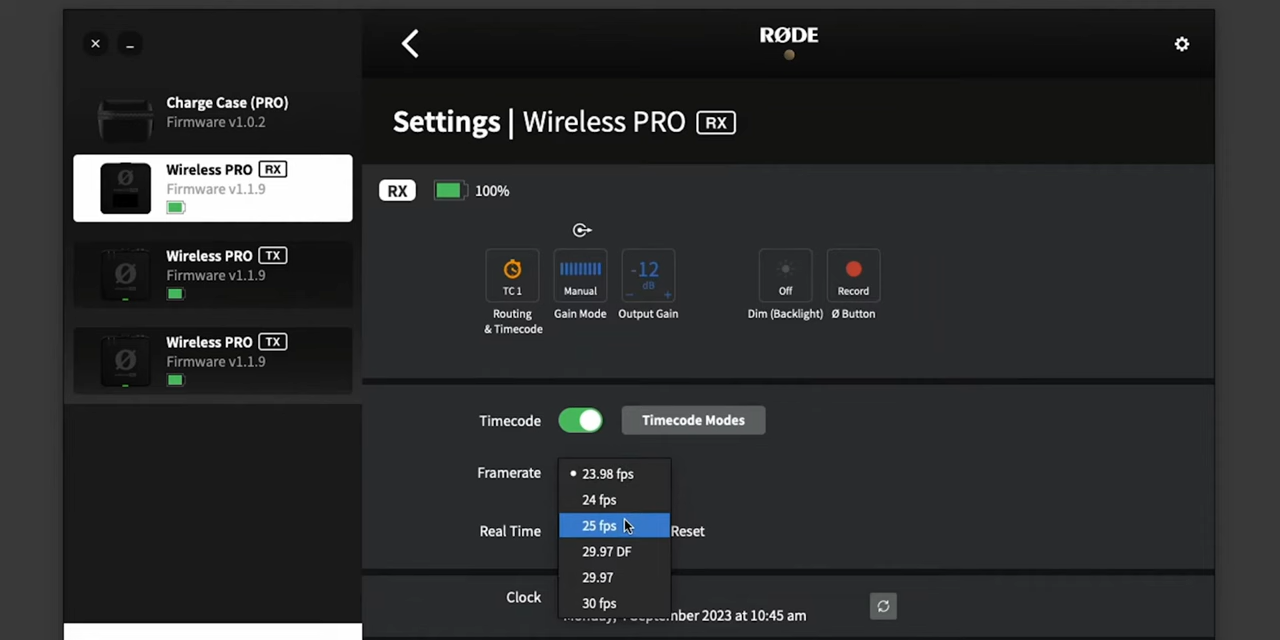 RØDE
Charge Case (PRO)
Firmware v1.0.2
Wireless PRO RX
Firmware v1.1.9
Wireless PRO TX
Firmware v1.1.9
Wireless PRO TX
Firmware v1.1.9
Settings | Wireless PRO RX
RX 100%
TC 1
Manual
-12
dB
- +
Off
Record
Routing
& Timecode
Gain Mode
Output Gain
Dim (Backlight)
Ø Button
Timecode
Timecode Modes
Framerate
23.98 fps
24 fps
25 fps
29.97 DF
29.97
30 fps
Real Time
Reset
Clock
September 2023 at 10:45 am